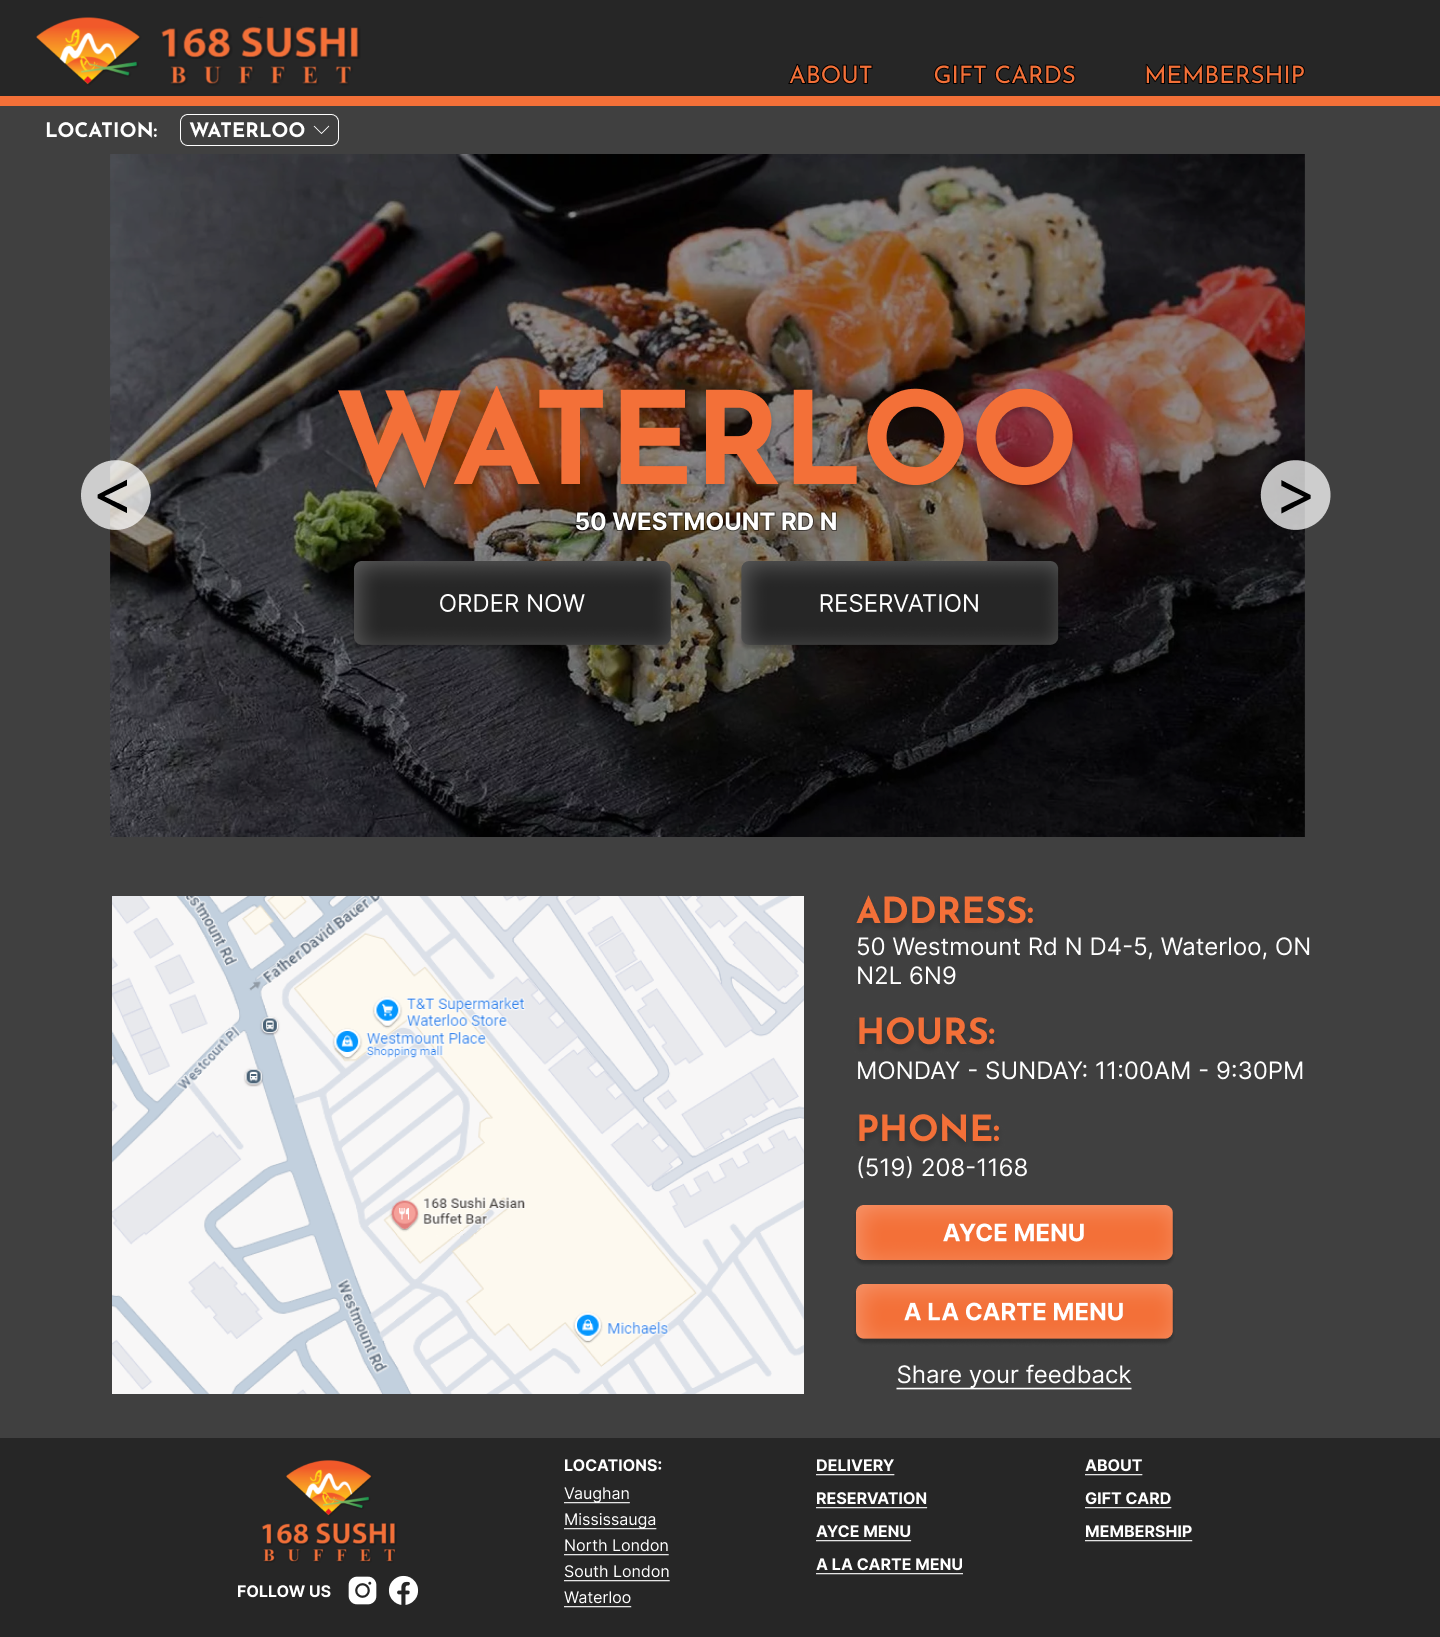 168 SUSHI
BUFFET
ABOUT
GIFT CARDS
MEMBERSHIP
LOCATION:
WATERLOO
WATERLOO
<
>
50 WESTMOUNT RD N
ORDER NOW
RESERVATION
estmount Rd
Father David Bauer D
T&T Supermarket
Waterloo Store
Westmount Place
Shopping mall
Westcourt Pl
168 Sushi Asian
Buffet Bar
Westmount Rd
Michaels
ADDRESS:
50 Westmount Rd N D4-5, Waterloo, ON
N2L 6N9
HOURS:
MONDAY - SUNDAY: 11:00AM - 9:30PM
PHONE:
(519) 208-1168
AYCE MENU
A LA CARTE MENU
Share your feedback
168 SUSHI
BUFFET
FOLLOW US
LOCATIONS:
Vaughan
Mississauga
North London
South London
Waterloo
DELIVERY
RESERVATION
AYCE MENU
A LA CARTE MENU
ABOUT
GIFT CARD
MEMBERSHIP